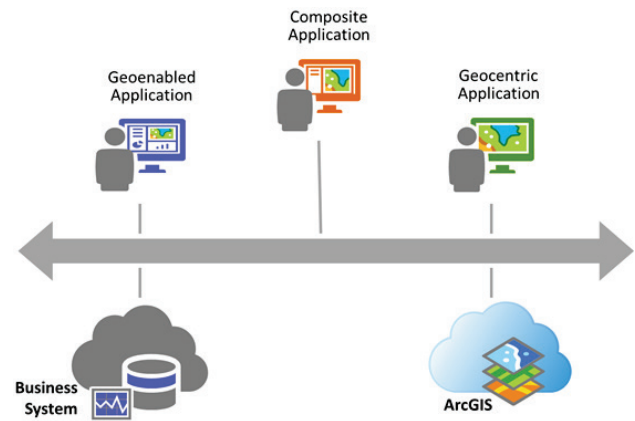 Composite
Application
Geoenabled
Application
Geocentric
Application
Business
System
ArcGIS